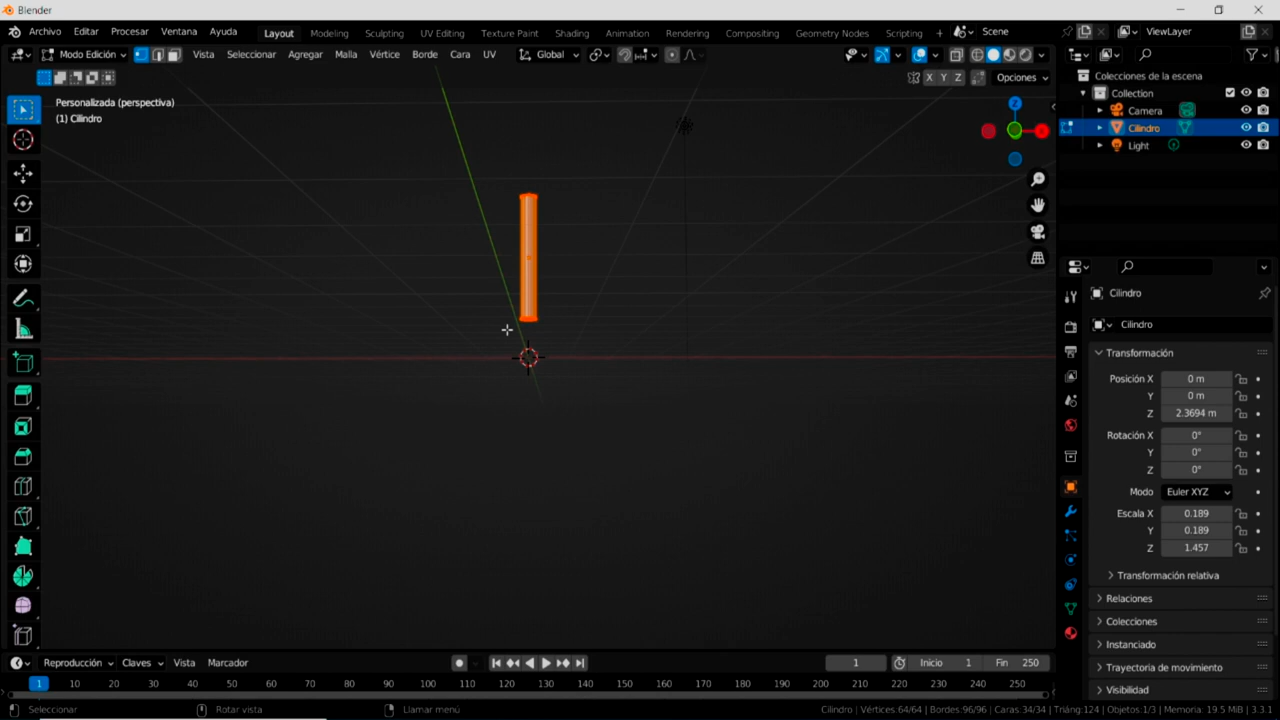 Blender
Archivo Editar Procesar Ventana Ayuda Layout Modeling Sculpting UV Editing Texture Paint Shading Animation Rendering Compositing Geometry Nodes Scripting + Scene ViewLayer
Modo Edición Vista Seleccionar Agregar Malla Vértice Borde Cara UV Global
X Y Z Opciones
Personalizada (perspectiva)
(1) Cilindro
Z
Colecciones de la escena
Collection
Camera
Cilindro
Light
Cilindro
Cilindro
Transformación
Posición X 0 m
Y 0 m
Z 2.3694 m
Rotación X 0°
Y 0°
Z 0°
Modo Euler XYZ
Escala X 0.189
Y 0.189
Z 1.457
Transformación relativa
Relaciones
Colecciones
Instanciado
Trayectoria de movimiento
Visibilidad
Reproducción Claves Vista Marcador 1 Inicio 1 Fin 250
1 10 20 30 40 50 60 70 80 90 100 110 120 130 140 150 160 170 180 190 200 210 220 230 240 250
Seleccionar Rotar vista Llamar menú Cilindro | Vértices:64/64 | Bordes:96/96 | Caras:34/34 | Triáng:124 | Objetos:1/3 | Memoria: 19.5 MiB | 3.3.1